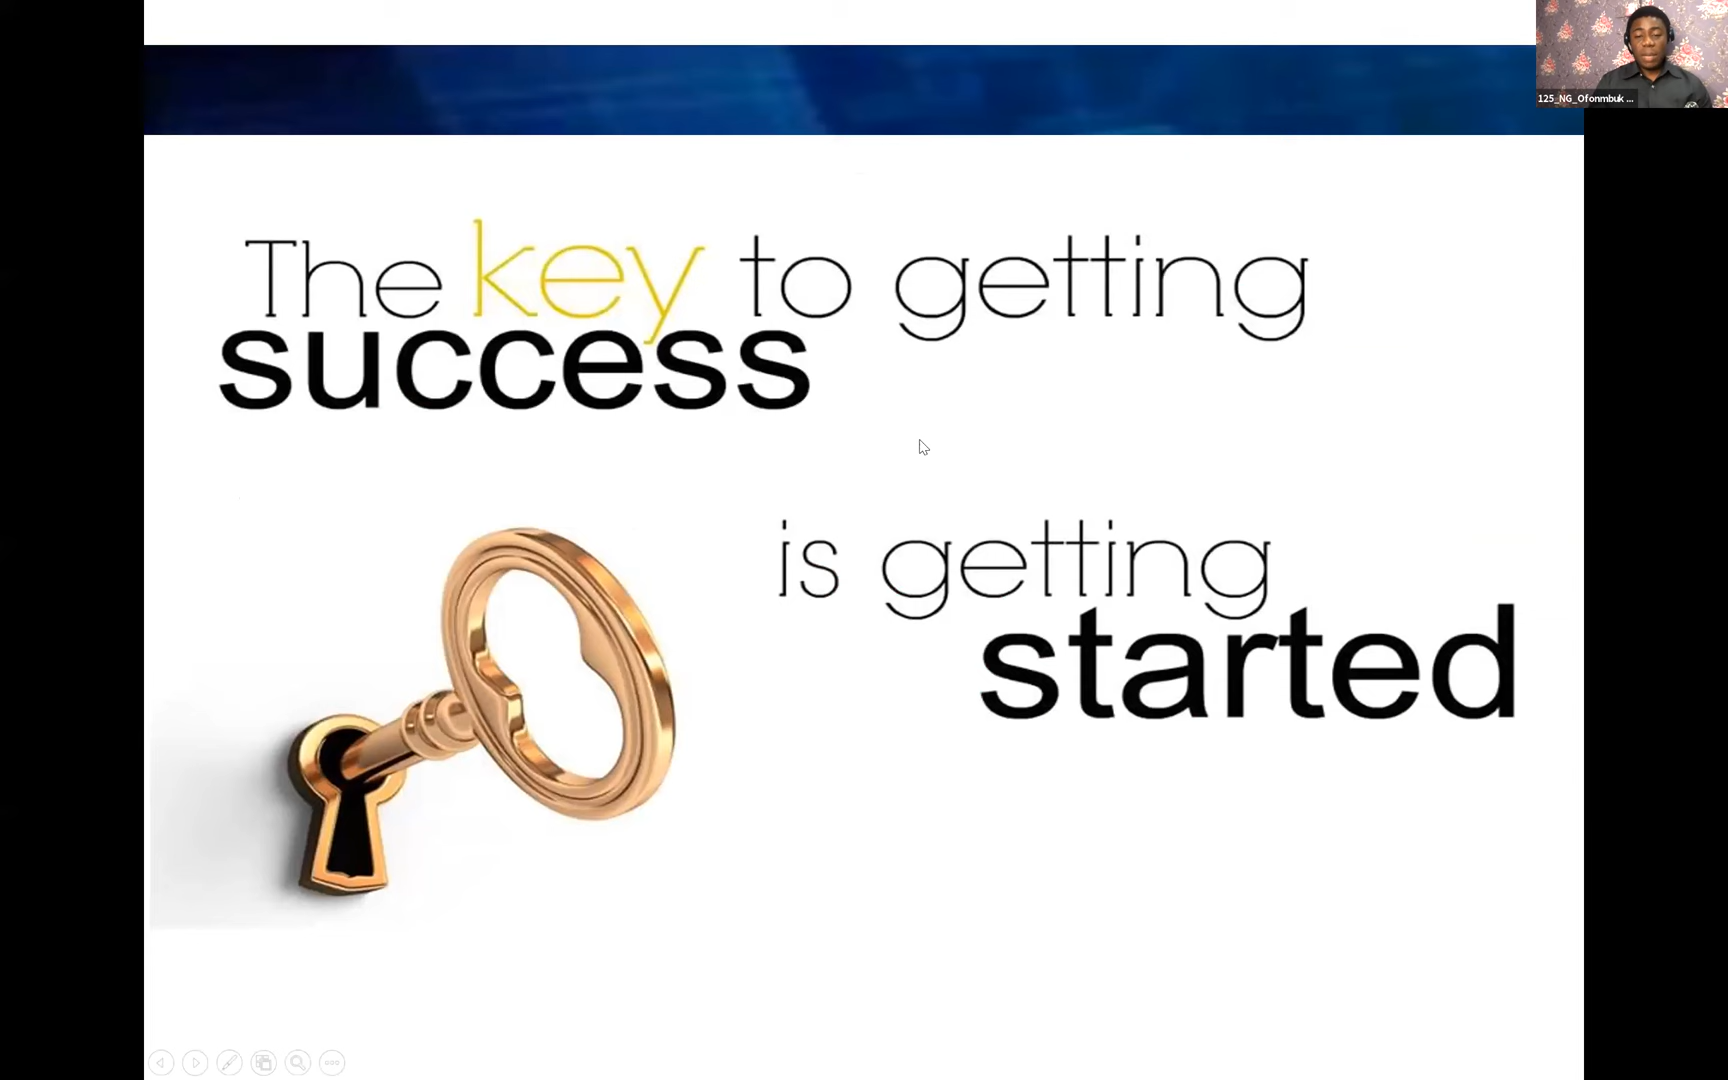 125_NG_Ofonmbuk ...
The key to getting
success
is getting
started